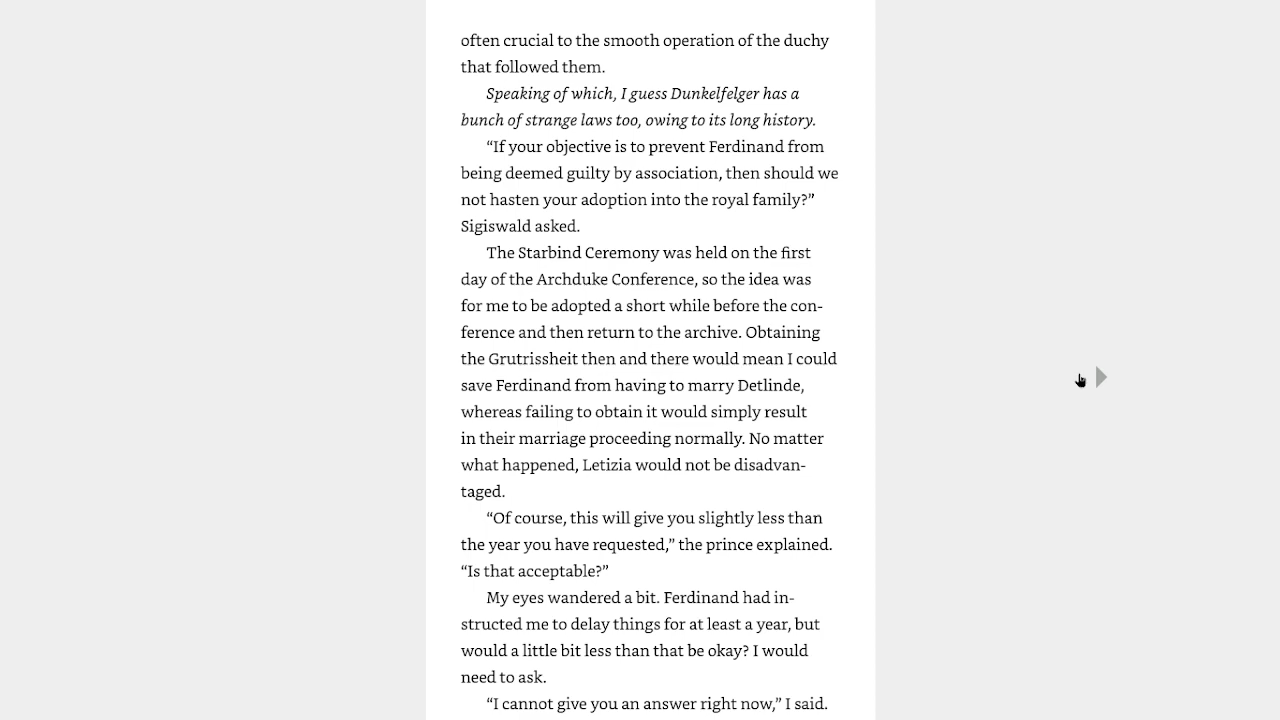 often crucial to the smooth operation of the duchy
that followed them.
Speaking of which, I guess Dunkelfelger has a
bunch of strange laws too, owing to its long history.
“If your objective is to prevent Ferdinand from
being deemed guilty by association, then should we
not hasten your adoption into the royal family?”
Sigiswald asked.
The Starbind Ceremony was held on the first
day of the Archduke Conference, so the idea was
for me to be adopted a short while before the con-
ference and then return to the archive. Obtaining
the Grutrissheit then and there would mean I could
save Ferdinand from having to marry Detlinde,
whereas failing to obtain it would simply result
in their marriage proceeding normally. No matter
what happened, Letizia would not be disadvan-
taged.
“Of course, this will give you slightly less than
the year you have requested,” the prince explained.
“Is that acceptable?”
My eyes wandered a bit. Ferdinand had in-
structed me to delay things for at least a year, but
would a little bit less than that be okay? I would
need to ask.
“I cannot give you an answer right now,” I said.